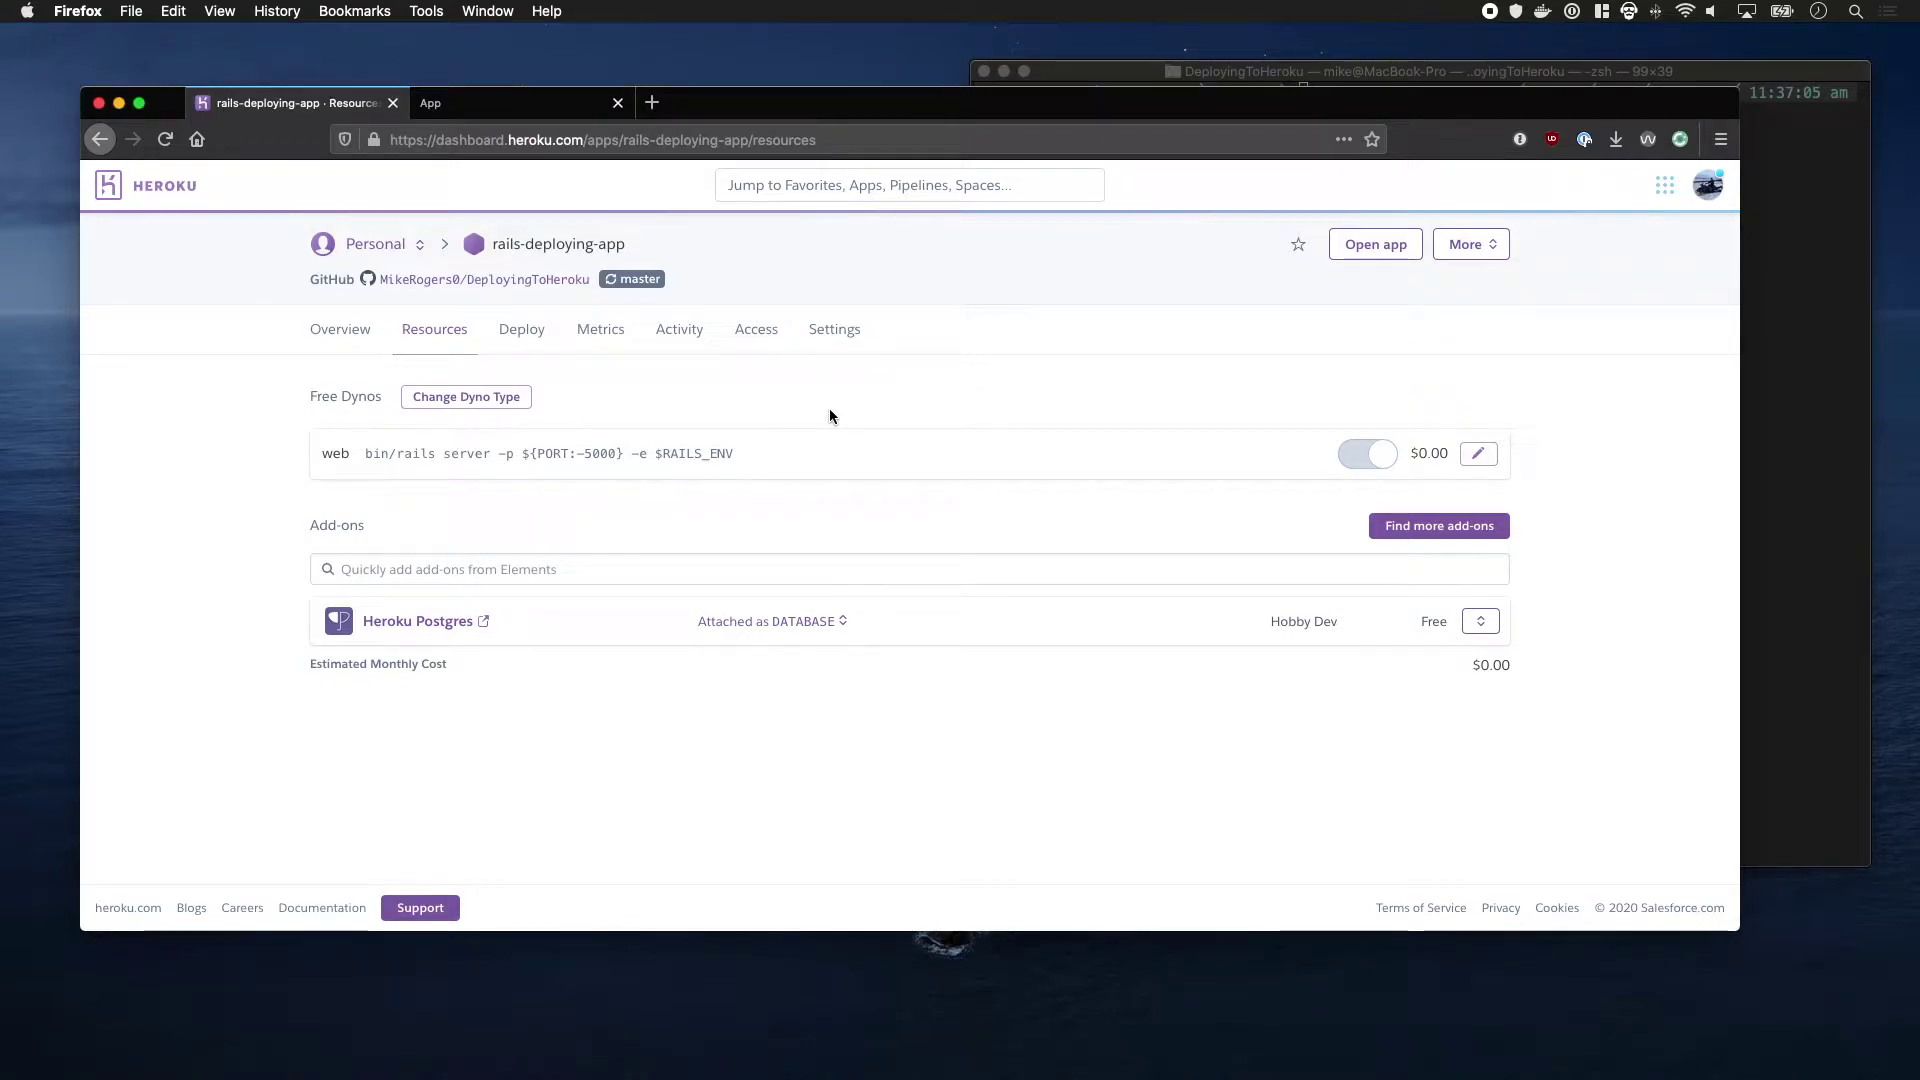 Firefox File Edit View History Bookmarks Tools Window Help
DeployingToHeroku — mike@MacBook-Pro — ..oyingToHeroku — -zsh — 99×39
11:37:05 am
rails-deploying-app · Resource
App
https://dashboard.heroku.com/apps/rails-deploying-app/resources
HEROKU
Jump to Favorites, Apps, Pipelines, Spaces...
Personal
rails-deploying-app
Open app
More
GitHub MikeRogers0/DeployingToHeroku master
Overview Resources Deploy Metrics Activity Access Settings
Free Dynos Change Dyno Type
web bin/rails server -p ${PORT:-5000} -e $RAILS_ENV $0.00
Add-ons Find more add-ons
Quickly add add-ons from Elements
Heroku Postgres Attached as DATABASE Hobby Dev Free
Estimated Monthly Cost $0.00
heroku.com Blogs Careers Documentation Support Terms of Service Privacy Cookies © 2020 Salesforce.com